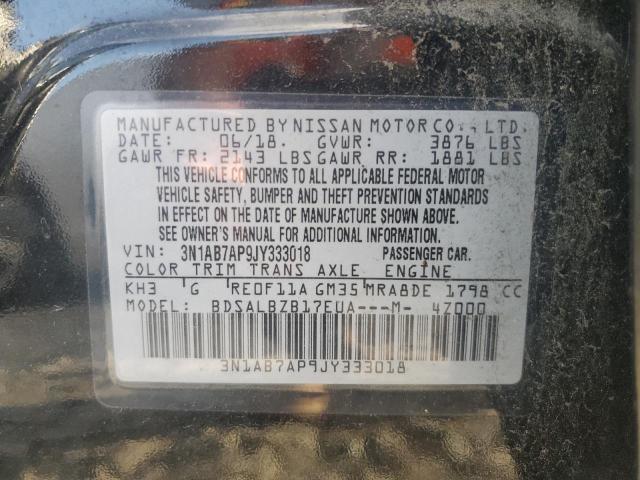 MANUFACTURED BY NISSAN MOTOR CO., LTD.
DATE: 06/18. GVWR: 3876 LBS
GAWR FR: 2143 LBS GAWR RR: 1881 LBS
THIS VEHICLE CONFORMS TO ALL APPLICABLE FEDERAL MOTOR
VEHICLE SAFETY, BUMPER AND THEFT PREVENTION STANDARDS
IN EFFECT ON THE DATE OF MANUFACTURE SHOWN ABOVE.
SEE OWNER'S MANUAL FOR ADDITIONAL INFORMATION.
VIN: 3N1AB7AP9JY333018 PASSENGER CAR.
COLOR TRIM TRANS AXLE ENGINE
KH3 G RE0F11A GM35 MRA8DE 1798 CC
MODEL: BDSALBZB17EUA---M- 4Z000
3N1AB7AP9JY333018